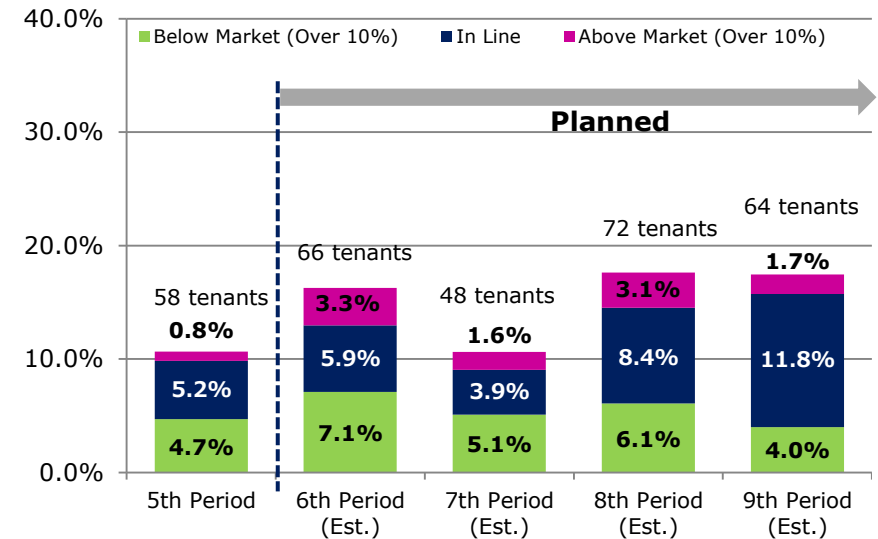 40.0%
Below Market (Over 10%) In Line Above Market (Over 10%)
Planned
30.0%
20.0%
10.0%
0.0%
58 tenants
0.8%
5.2%
4.7%
66 tenants
3.3%
5.9%
7.1%
48 tenants
1.6%
3.9%
5.1%
72 tenants
3.1%
8.4%
6.1%
64 tenants
1.7%
11.8%
4.0%
5th Period
6th Period
(Est.)
7th Period
(Est.)
8th Period
(Est.)
9th Period
(Est.)